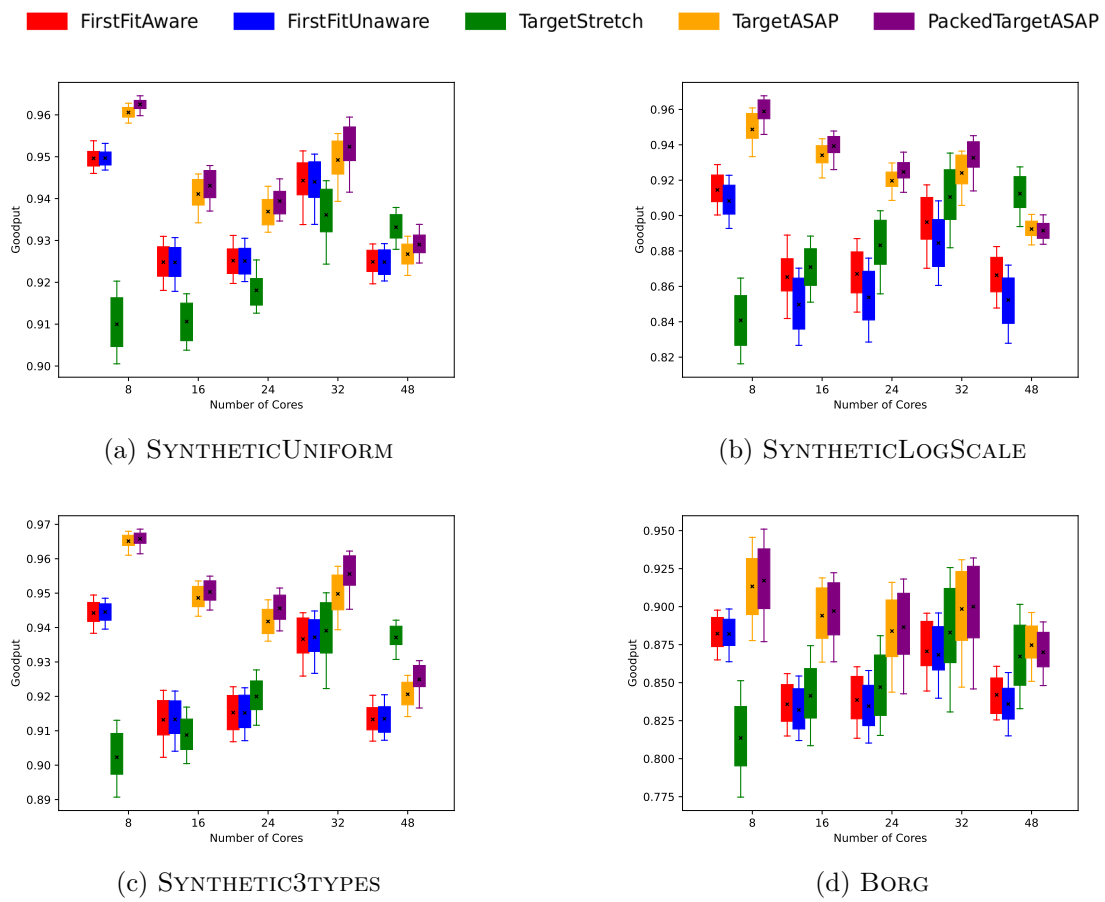 FirstFitAware FirstFitUnaware TargetStretch TargetASAP PackedTargetASAP
0.96
0.95
0.94
0.93
0.92
0.91
0.90
Goodput
8 16 24 32 48
Number of Cores
(a) SyntheticUniform
0.96
0.94
0.92
0.90
0.88
0.86
0.84
0.82
Goodput
8 16 24 32 48
Number of Cores
(b) SyntheticLogScale
0.97
0.96
0.95
0.94
0.93
0.92
0.91
0.90
0.89
Goodput
8 16 24 32 48
Number of Cores
(c) Synthetic3types
0.950
0.925
0.900
0.875
0.850
0.825
0.800
0.775
Goodput
8 16 24 32 48
Number of Cores
(d) Borg